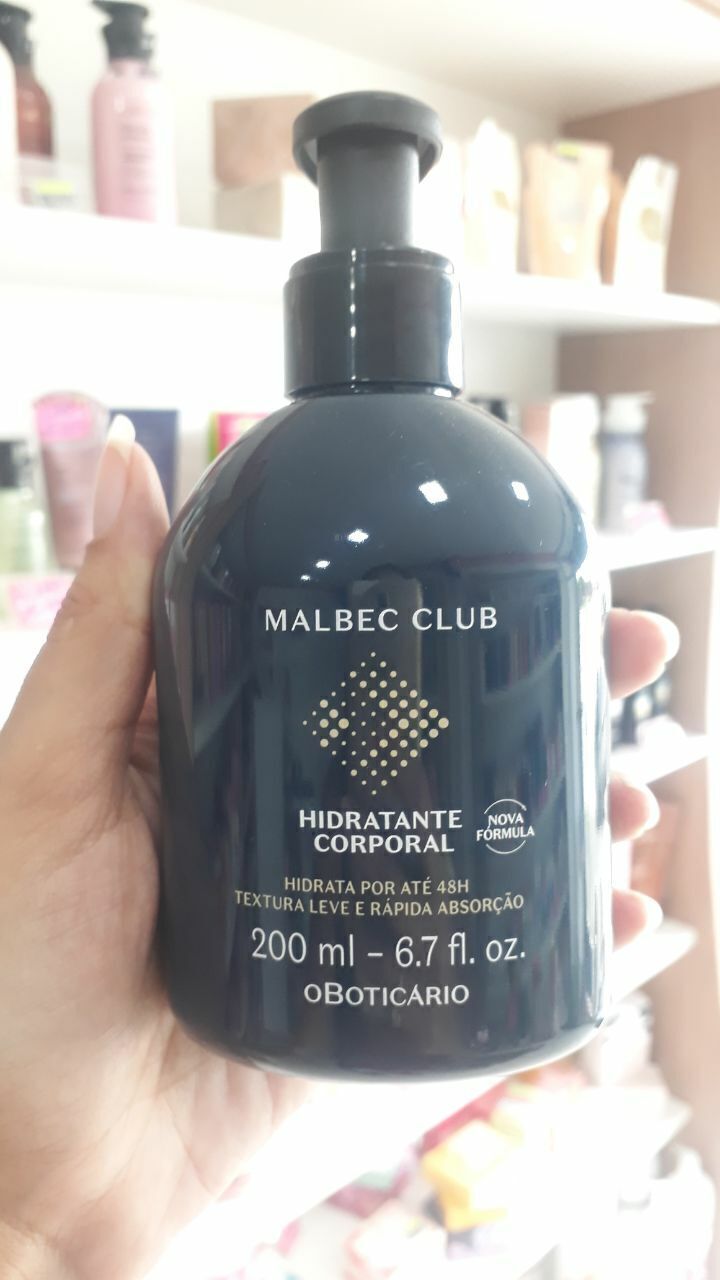 MALBEC CLUB
HIDRATANTE
CORPORAL
NOVA
FÓRMULA
HIDRATA POR ATÉ 48H
TEXTURA LEVE E RÁPIDA ABSORÇÃO
200 ml – 6.7 fl. oz.
oBOTICÁRIO